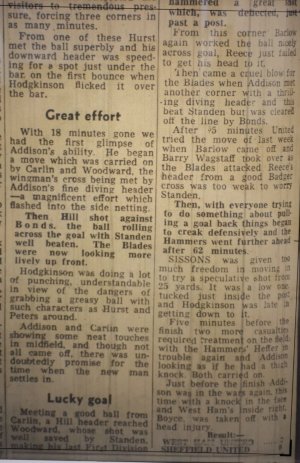 visitors to tremendous pres-
sure, forcing three corners in
as many minutes.
From one of these Hurst
met the ball superbly and his
downward header was speed-
ing for a spot just under the
bar on the first bounce when
Hodgkinson flicked it over
the bar.
Great effort
With 18 minutes gone we
had the first glimpse of
Addison's ability. He began
a move which was carried on
by Carlin and Woodward, the
wingman's cross being met by
Addison's fine diving header
—a magnificent effort which
flashed into the side netting.
Then Hill shot against
Bonds, the ball rolling
across the goal with Standen
well beaten. The Blades
were now looking more
lively up front.
Hodgkinson was doing a lot
of punching, understandable
in view of the dangers of
grabbing a greasy ball with
such characters as Hurst and
Peters around.
Addison and Carlin were
showing some neat touches
in midfield, and though not
all came off, there was un-
doubtedly promise for the
time when the new man
settles in.
Lucky goal
Meeting a good ball from
Carlin, a Hill header reached
Woodward, whose shot was
well saved by Standen,
making his last First Division
hammered a great
which, was deflected, just
past a post.
From this corner Barlow
again worked the ball nicely
across goal, Reece just failed
to get his head to it.
Then came a cruel blow for
the Blades when Addison met
another corner with a thriv-
ing diving header and this
beat Standen but was cleared
off the line by Bonds.
After 55 minutes United
tried the move of last week
when Barlow came off and
Barry Wagstaff took over as
the Blades attacked. Reece's
header from a good Badger
cross was too weak to worry
Standen.
Then, with everyone trying
to do something about pull-
ing a goal back things began
to croak defensively and the
Hammers went further ahead
after 62 minutes.
SISSONS was given too
much freedom in moving in
to try a speculative shot from
25 yards. It was a low one,
tucked just inside the post
and Hodgkinson was late in
getting down to it.
Five minutes before the
finish two more casualties
required treatment on the field
with the Hammers' Heffer in
trouble again and Addison
looking as if he had a thigh
knock. Both carried on.
Just before the finish Addi-
son was in the wars again, this
time with a knock in the face
and West Ham's inside right
Boyce was taken off with a
head injury.
Result:—
WEST HAM UNITED
SHEFFIELD UNITED